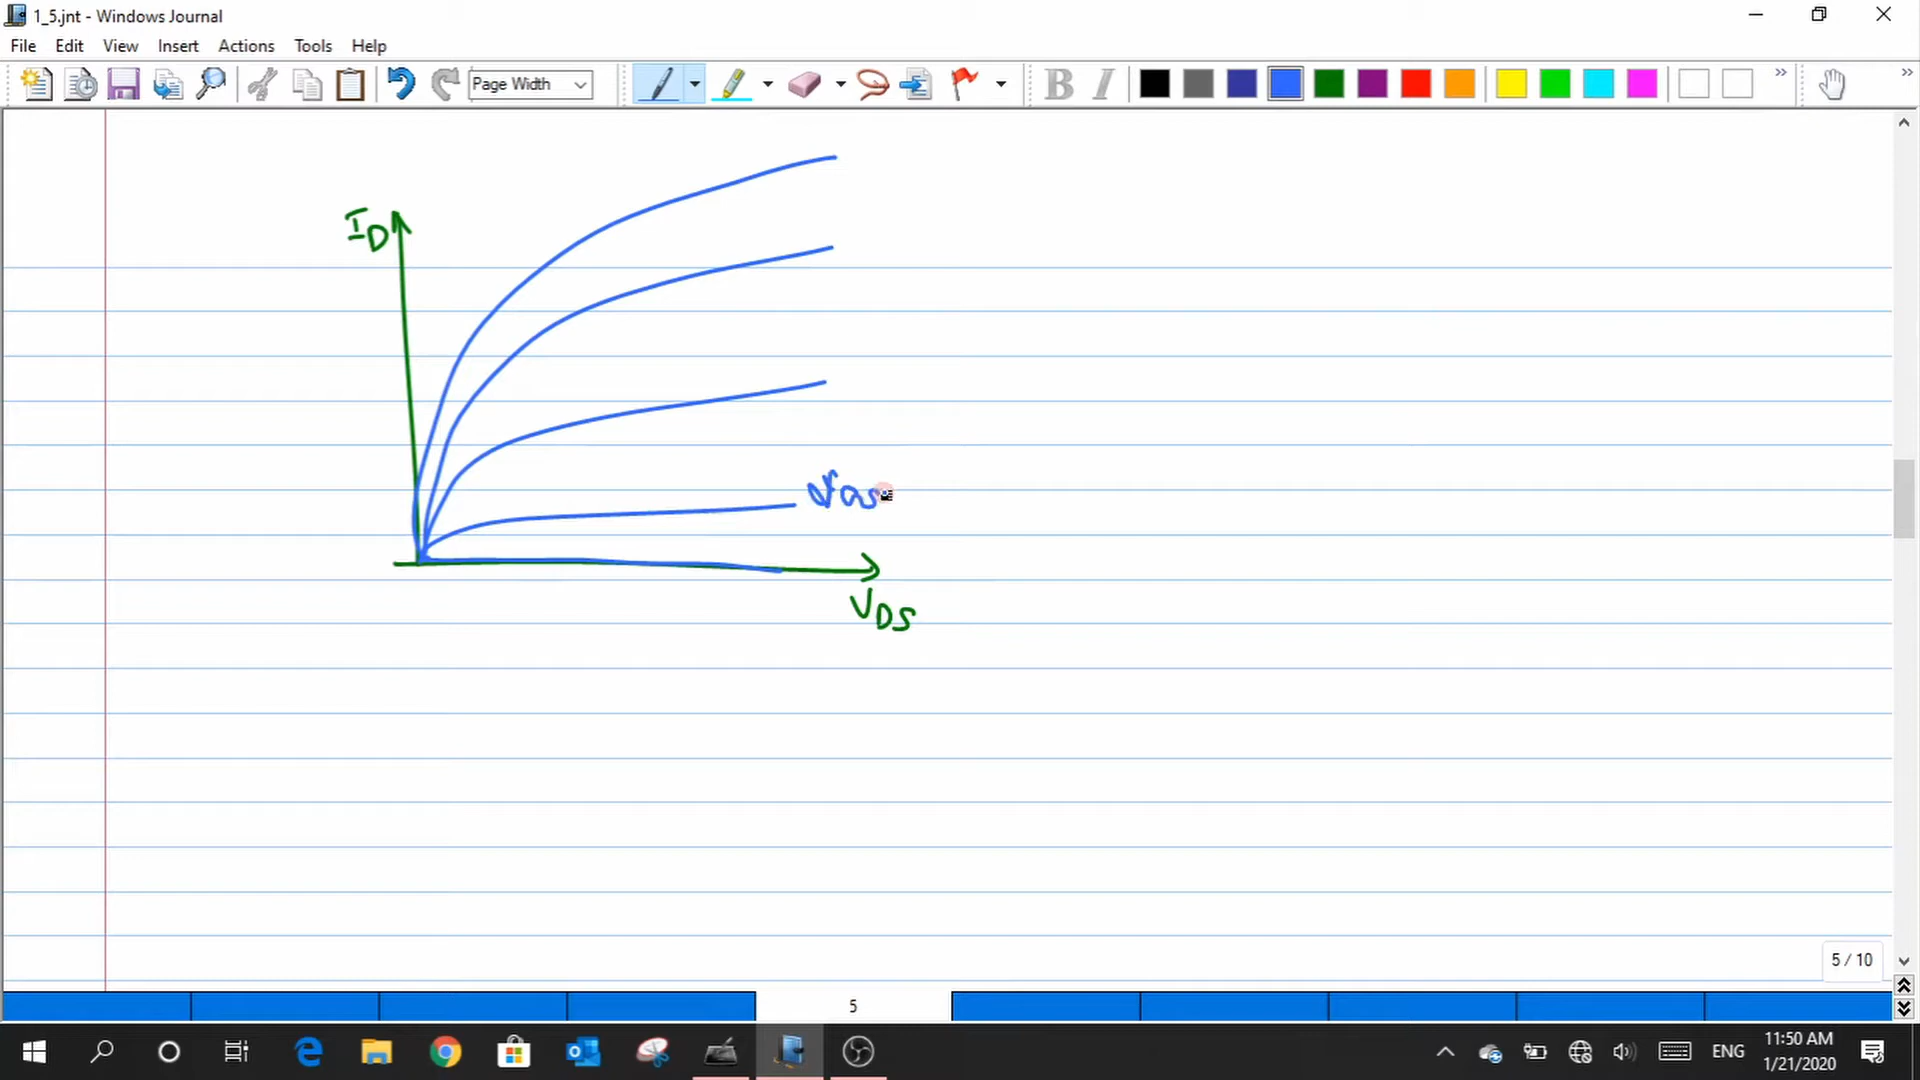 1_5.jnt - Windows Journal
File Edit View Insert Actions Tools Help
Page Width
B I
ID
VGS
VDS
5 / 10
5
ENG
11:50 AM
1/21/2020